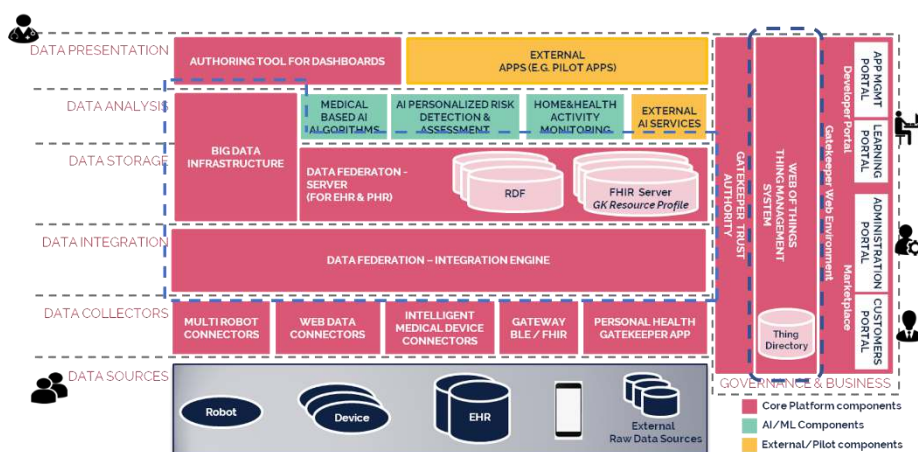 DATA PRESENTATION
AUTHORING TOOL FOR DASHBOARDS
EXTERNAL
APPS (E.G. PILOT APPS)
DATA ANALYSIS
BIG DATA
INFRASTRUCTURE
MEDICAL
BASED AI
ALGORITHMS
AI PERSONALIZED RISK
DETECTION &
ASSESSMENT
HOME&HEALTH
ACTIVITY
MONITORING
EXTERNAL
AI SERVICES
DATA STORAGE
DATA FEDERATON -
SERVER
(FOR EHR & PHR)
RDF
FHIR Server
GK Resource Profile
DATA INTEGRATION
DATA FEDERATION – INTEGRATION ENGINE
DATA COLLECTORS
MULTI ROBOT
CONNECTORS
WEB DATA
CONNECTORS
INTELLIGENT
MEDICAL DEVICE
CONNECTORS
GATEWAY
BLE / FHIR
PERSONAL HEALTH
GATEKEEPER APP
DATA SOURCES
Robot
Device
EHR
External
Raw Data Sources
GATEKEEPER TRUST
AUTHORITY
WEB OF THINGS
THING MANAGEMENT
SYSTEM
Thing
Directory
Gatekeeper Web Environment
Developer Portal
Marketplace
APP MGMT
PORTAL
LEARNING
PORTAL
ADMINISTRATION
PORTAL
CUSTOMERS
PORTAL
GOVERNANCE & BUSINESS
Core Platform components
AI/ML Components
External/Pilot components